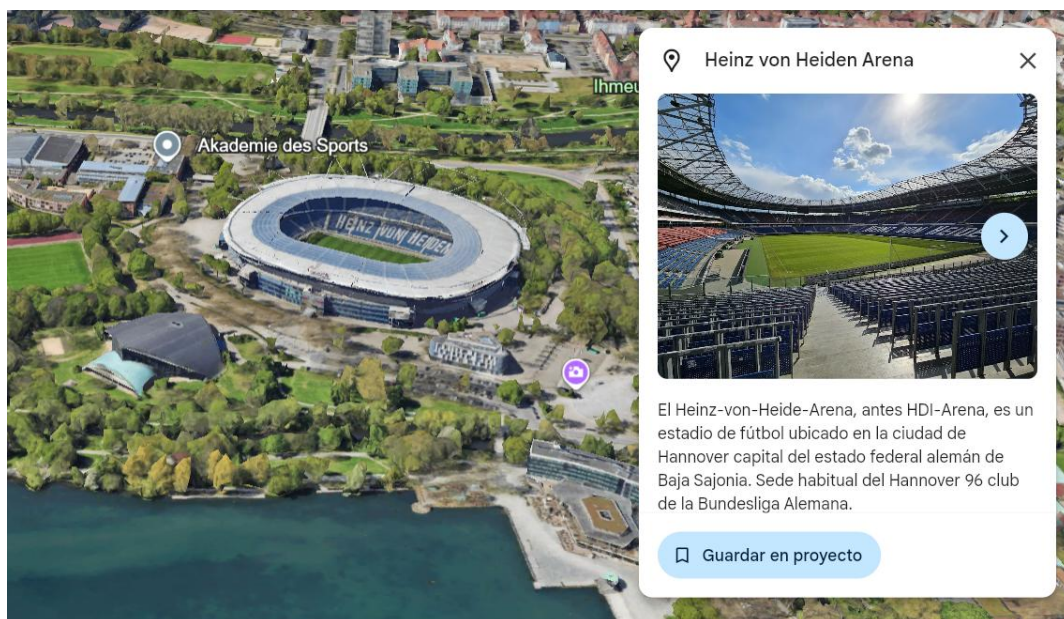 Ihmeu
Akademie des Sports
HEINZ VON HEIDEN
Heinz von Heiden Arena
El Heinz-von-Heide-Arena, antes HDI-Arena, es un
estadio de fútbol ubicado en la ciudad de
Hannover capital del estado federal alemán de
Baja Sajonia. Sede habitual del Hannover 96 club
de la Bundesliga Alemana.
Guardar en proyecto